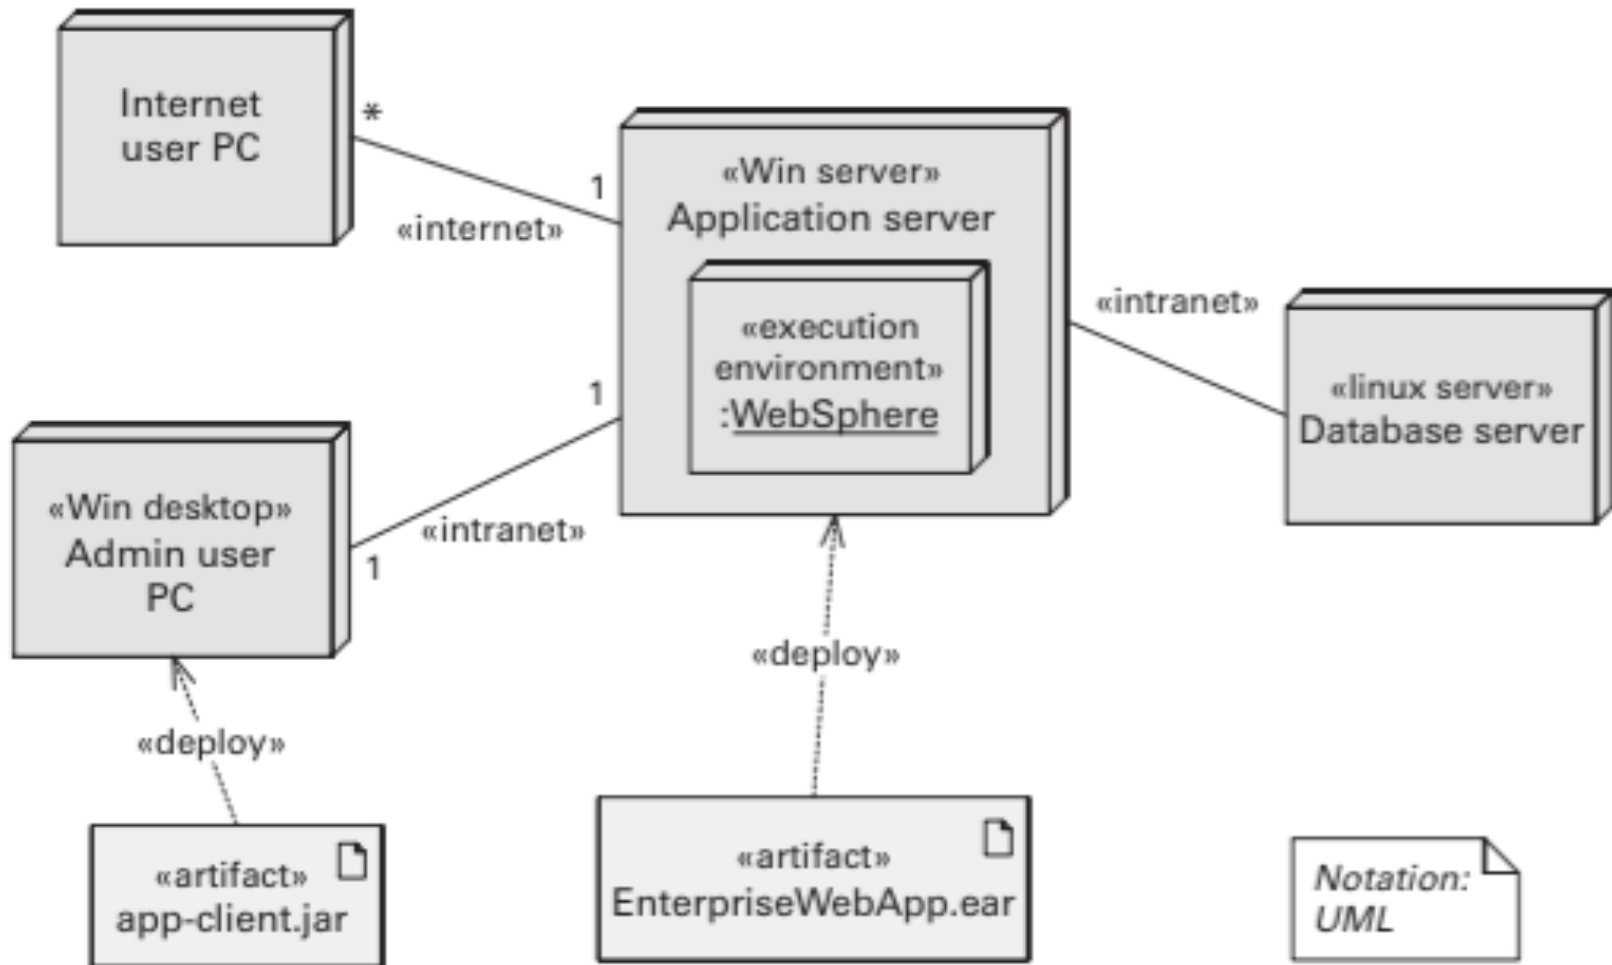 Internet
user PC
*
1
«internet»
«Win server»
Application server
«execution
environment»
:WebSphere
«intranet»
«linux server»
Database server
1
«intranet»
1
«Win desktop»
Admin user
PC
«deploy»
«deploy»
«artifact»
app-client.jar
«artifact»
EnterpriseWebApp.ear
Notation:
UML